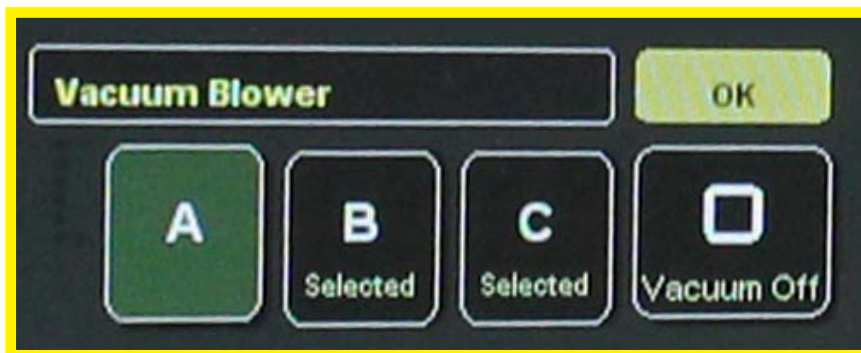 Vacuum Blower
OK
A
B
C
Selected
Selected
Vacuum Off